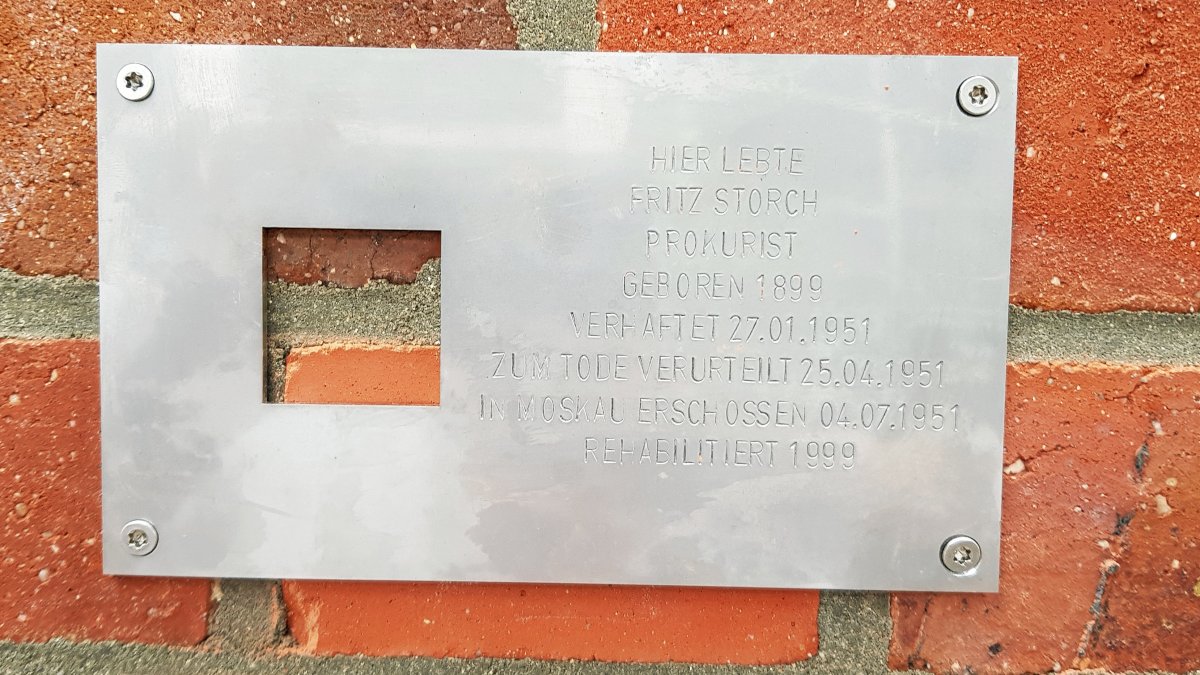 HIER LEBTE
FRITZ STORCH
PROKURIST
GEBOREN 1899
VERHAFTET 27.01.1951
ZUM TODE VERURTEILT 25.04.1951
IN MOSKAU ERSCHOSSEN 04.07.1951
REHABILITIERT 1999